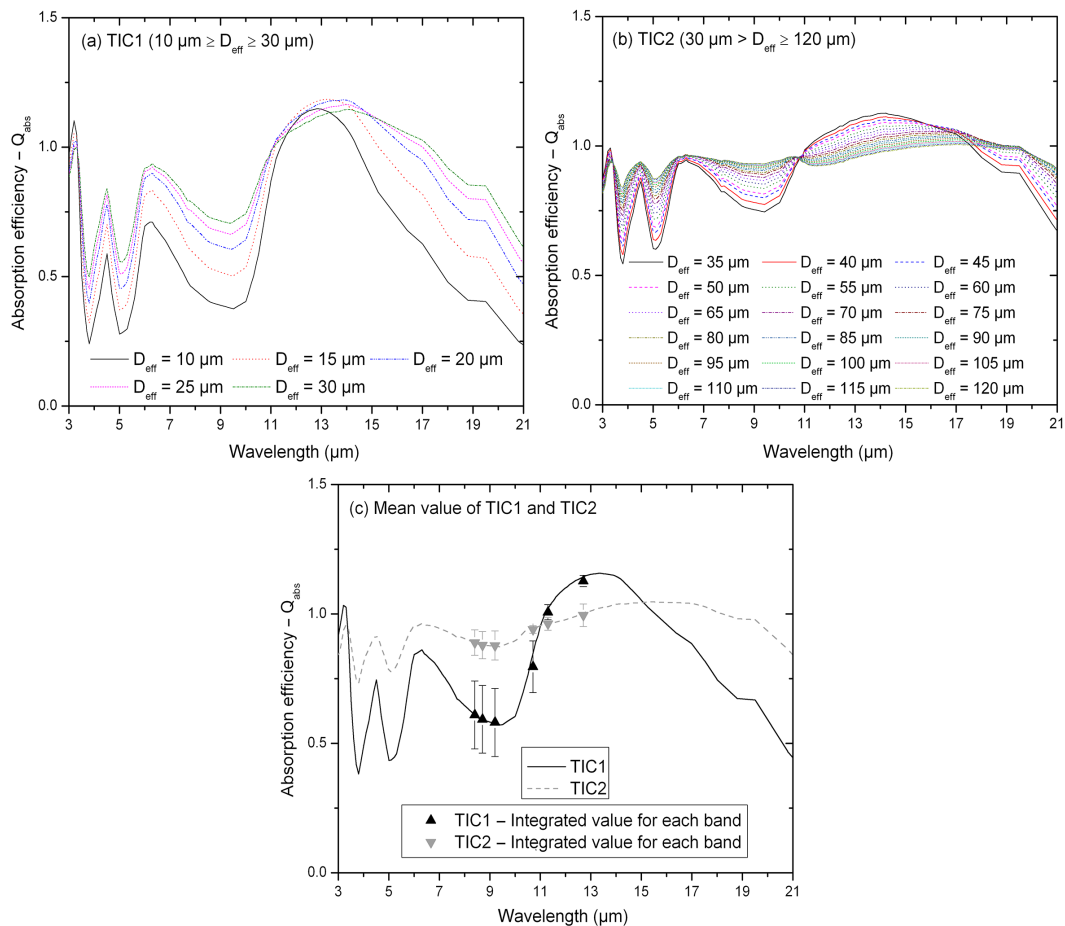 (a) TIC1 (10 µm ≥ Deff ≥ 30 µm)
1.5
1.0
0.5
0.0
Absorption efficiency – Qabs
Deff = 10 µm
Deff = 15 µm
Deff = 20 µm
Deff = 25 µm
Deff = 30 µm
3 5 7 9 11 13 15 17 19 21
Wavelength (µm)
(b) TIC2 (30 µm > Deff ≥ 120 µm)
1.5
1.0
0.5
0.0
Absorption efficiency – Qabs
Deff = 35 µm
Deff = 40 µm
Deff = 45 µm
Deff = 50 µm
Deff = 55 µm
Deff = 60 µm
Deff = 65 µm
Deff = 70 µm
Deff = 75 µm
Deff = 80 µm
Deff = 85 µm
Deff = 90 µm
Deff = 95 µm
Deff = 100 µm
Deff = 105 µm
Deff = 110 µm
Deff = 115 µm
Deff = 120 µm
3 5 7 9 11 13 15 17 19 21
Wavelength (µm)
(c) Mean value of TIC1 and TIC2
1.5
1.0
0.5
0.0
Absorption efficiency – Qabs
TIC1
TIC2
TIC1 – Integrated value for each band
TIC2 – Integrated value for each band
3 5 7 9 11 13 15 17 19 21
Wavelength (µm)